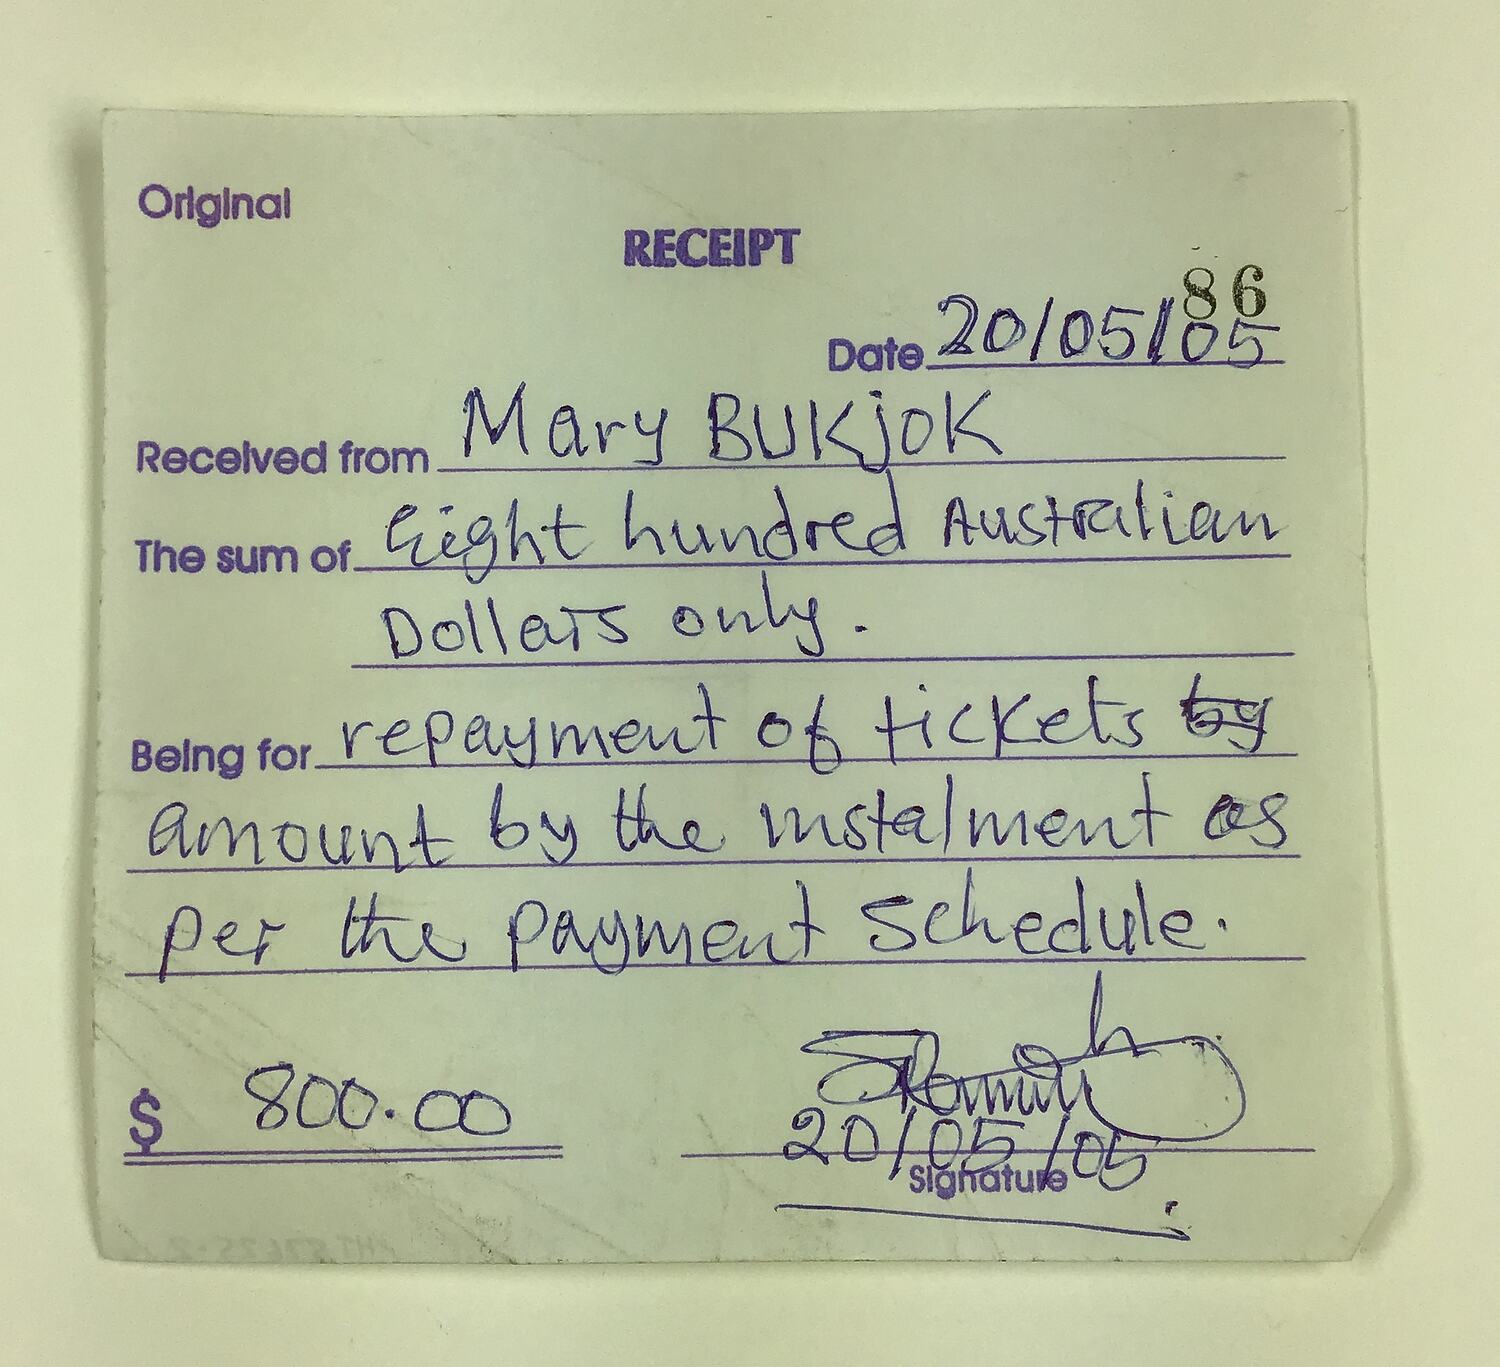 Original
RECEIPT
86
Date 20/05/05
Received from Mary BUKjOK
The sum of Eight hundred Australian
Dollars only.
Being for repayment of tickets by
amount by the instalment as
per the payment schedule.
$ 800.00
20/05/05
Signature